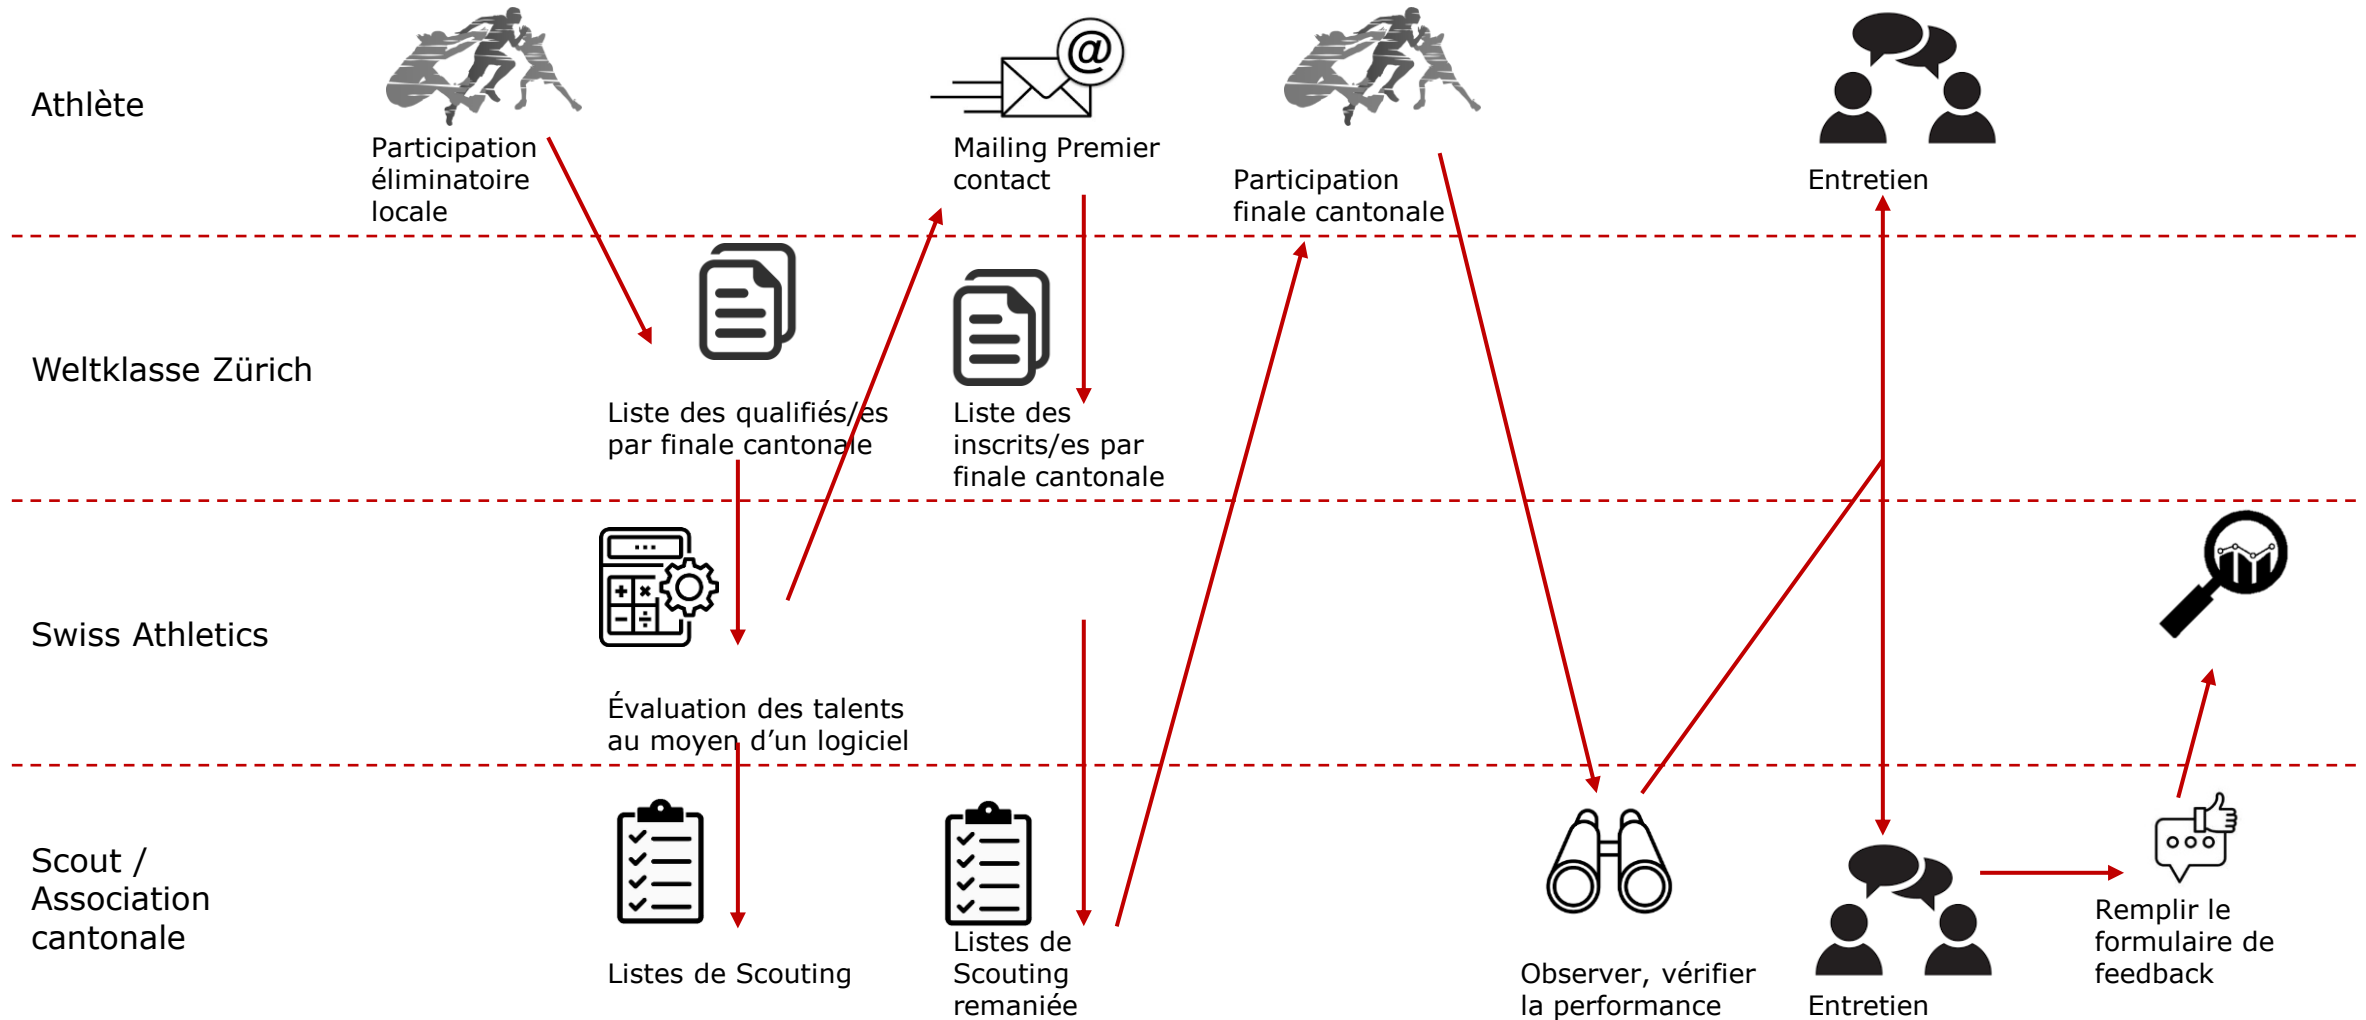 Athlète
Participation
éliminatoire
locale
@
Mailing Premier
contact
Participation
finale cantonale
Entretien
Weltklasse Zürich
Liste des qualifiés/es
par finale cantonale
Liste des
inscrits/es par
finale cantonale
Swiss Athletics
Évaluation des talents
au moyen d’un logiciel
Scout /
Association
cantonale
Listes de Scouting
Listes de
Scouting
remaniée
Observer, vérifier
la performance
Entretien
Remplir le
formulaire de
feedback